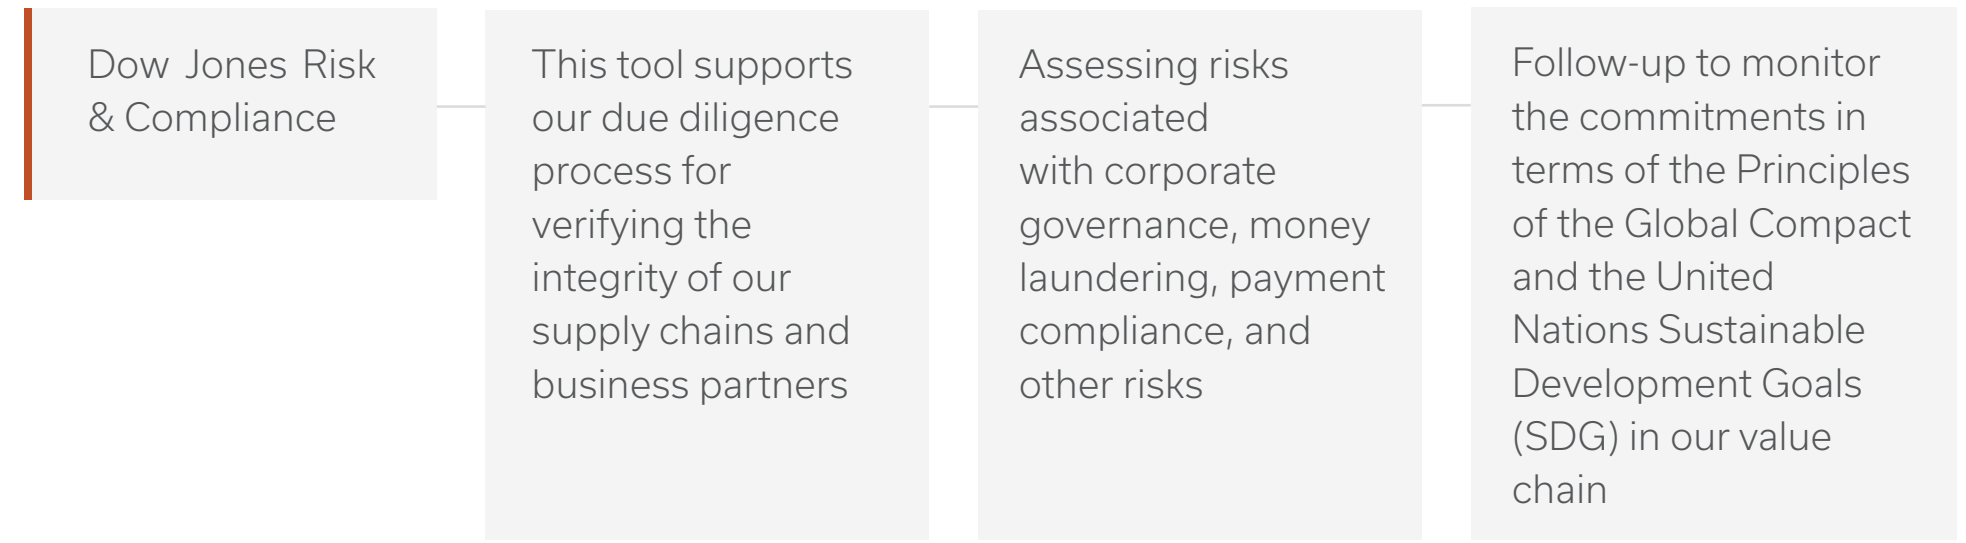 Dow Jones Risk
& Compliance
This tool supports
our due diligence
process for
verifying the
integrity of our
supply chains and
business partners
Assessing risks
associated
with corporate
governance, money
laundering, payment
compliance, and
other risks
Follow-up to monitor
the commitments in
terms of the Principles
of the Global Compact
and the United
Nations Sustainable
Development Goals
(SDG) in our value
chain